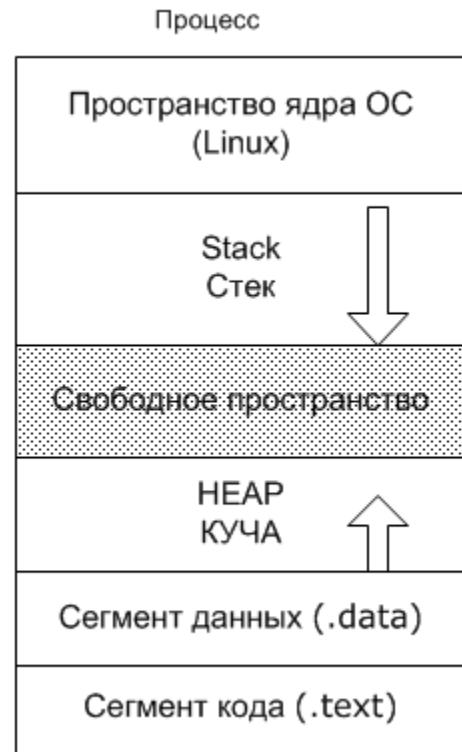 Процесс
Пространство ядра ОС
(Linux)
Stack
Стек
Свободное пространство
HEAP
КУЧА
Сегмент данных (.data)
Сегмент кода (.text)